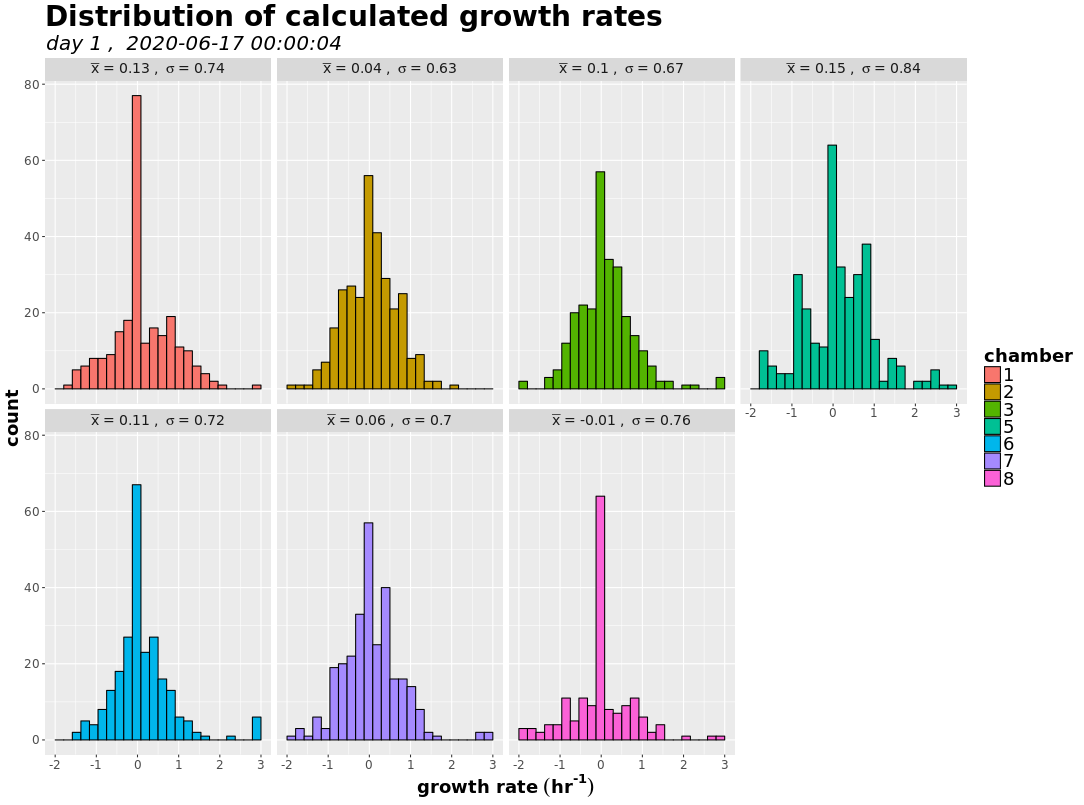 Distribution of calculated growth rates
day 1 ,  2020-06-17 00:00:04
x̅ = 0.13 ,  σ = 0.74
x̅ = 0.04 ,  σ = 0.63
x̅ = 0.1 ,  σ = 0.67
x̅ = 0.15 ,  σ = 0.84
80
60
40
20
0
-2 -1 0 1 2 3
x̅ = 0.11 ,  σ = 0.72
x̅ = 0.06 ,  σ = 0.7
x̅ = -0.01 ,  σ = 0.76
80
60
40
20
0
-2 -1 0 1 2 3
-2 -1 0 1 2 3
-2 -1 0 1 2 3
count
growth rate (hr⁻¹)
chamber
1
2
3
5
6
7
8